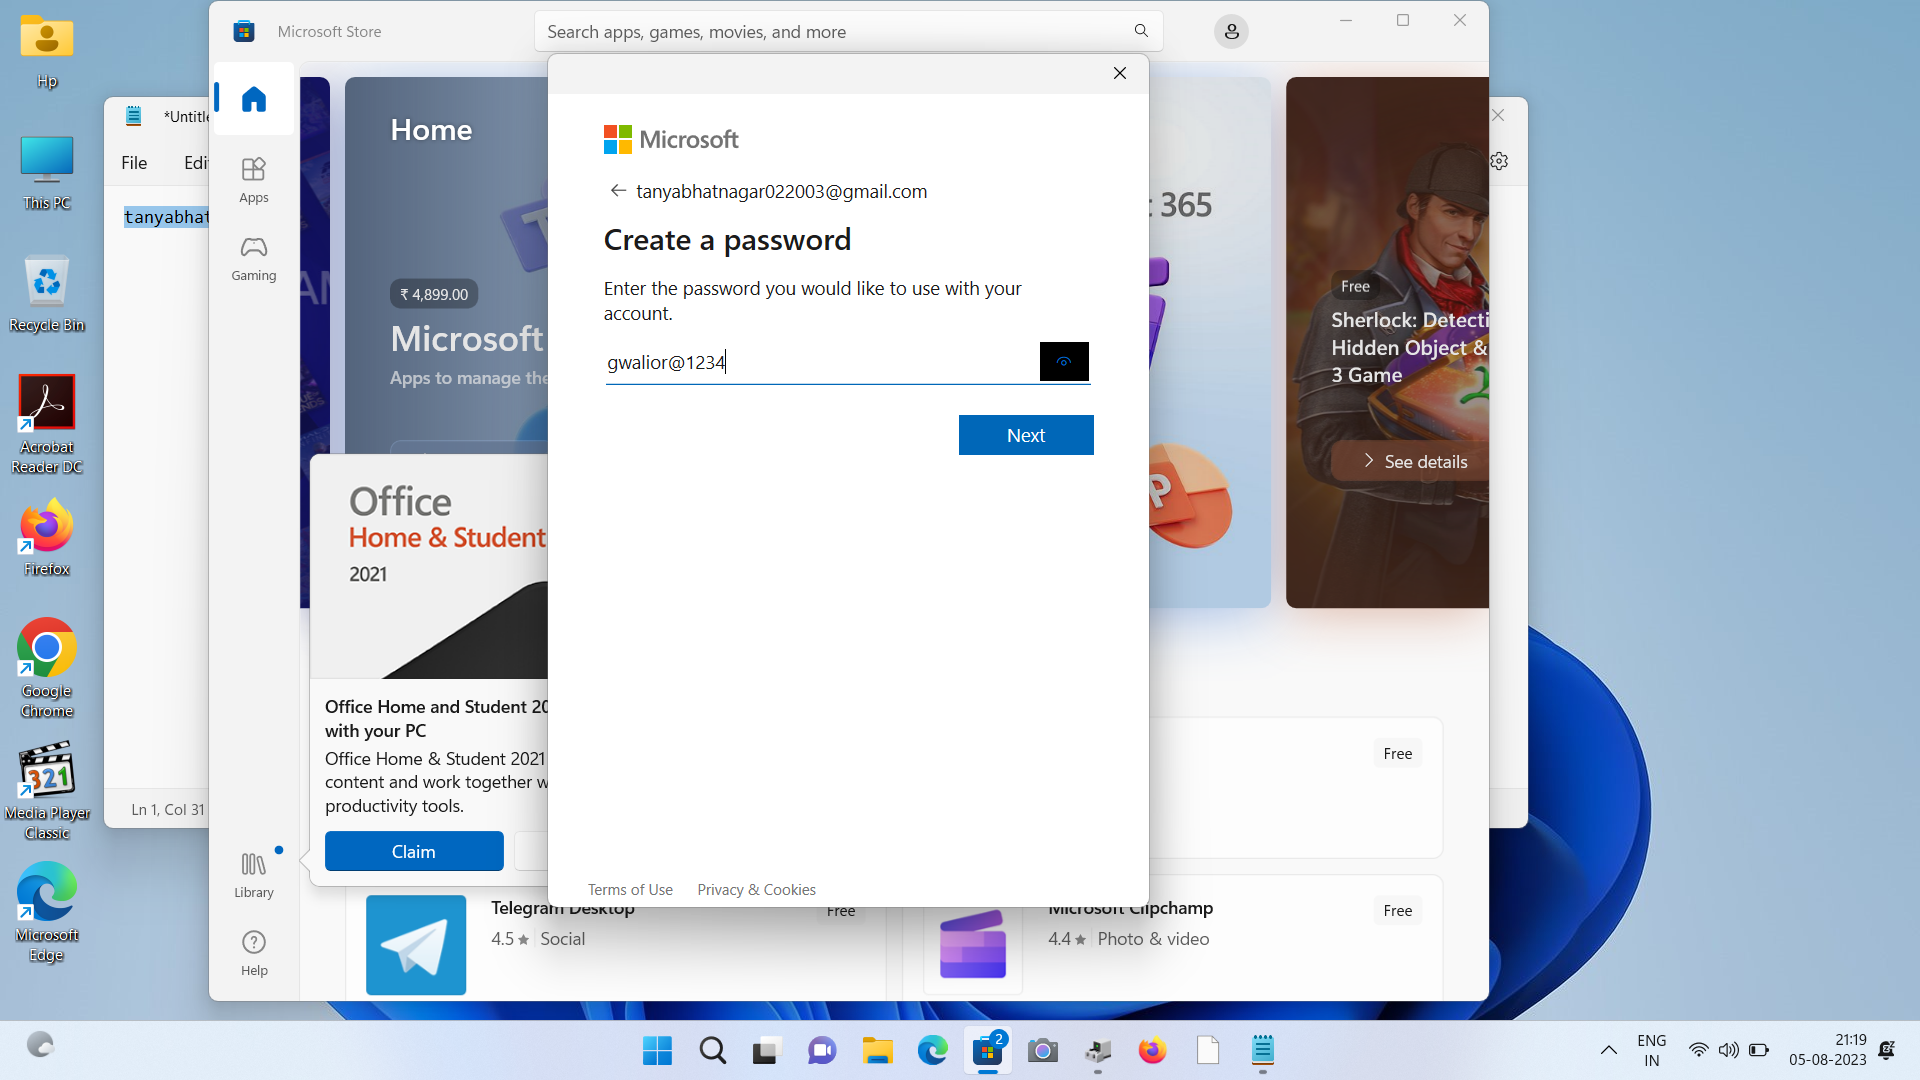 Hp
This PC
Recycle Bin
Acrobat
Reader DC
Firefox
Google
Chrome
Media Player
Classic
Microsoft
Edge
*Untitle
File
Edi
tanyabhat
Ln 1, Col 31
Microsoft Store
Search apps, games, movies, and more
Apps
Gaming
Library
Help
Home
₹ 4,899.00
Microsoft
Apps to manage the
Office
Home & Student
2021
Office Home and Student 20
with your PC
Office Home & Student 2021
content and work together w
productivity tools.
Claim
Microsoft
tanyabhatnagar022003@gmail.com
Create a password
Enter the password you would like to use with your
account.
gwalior@1234
Next
Terms of Use
Privacy & Cookies
365
Free
Sherlock: Detecti
Hidden Object &
3 Game
See details
Free
Telegram Desktop
Free
4.5 ★ Social
Microsoft Clipchamp
Free
4.4 ★ Photo & video
2
ENG
IN
21:19
05-08-2023